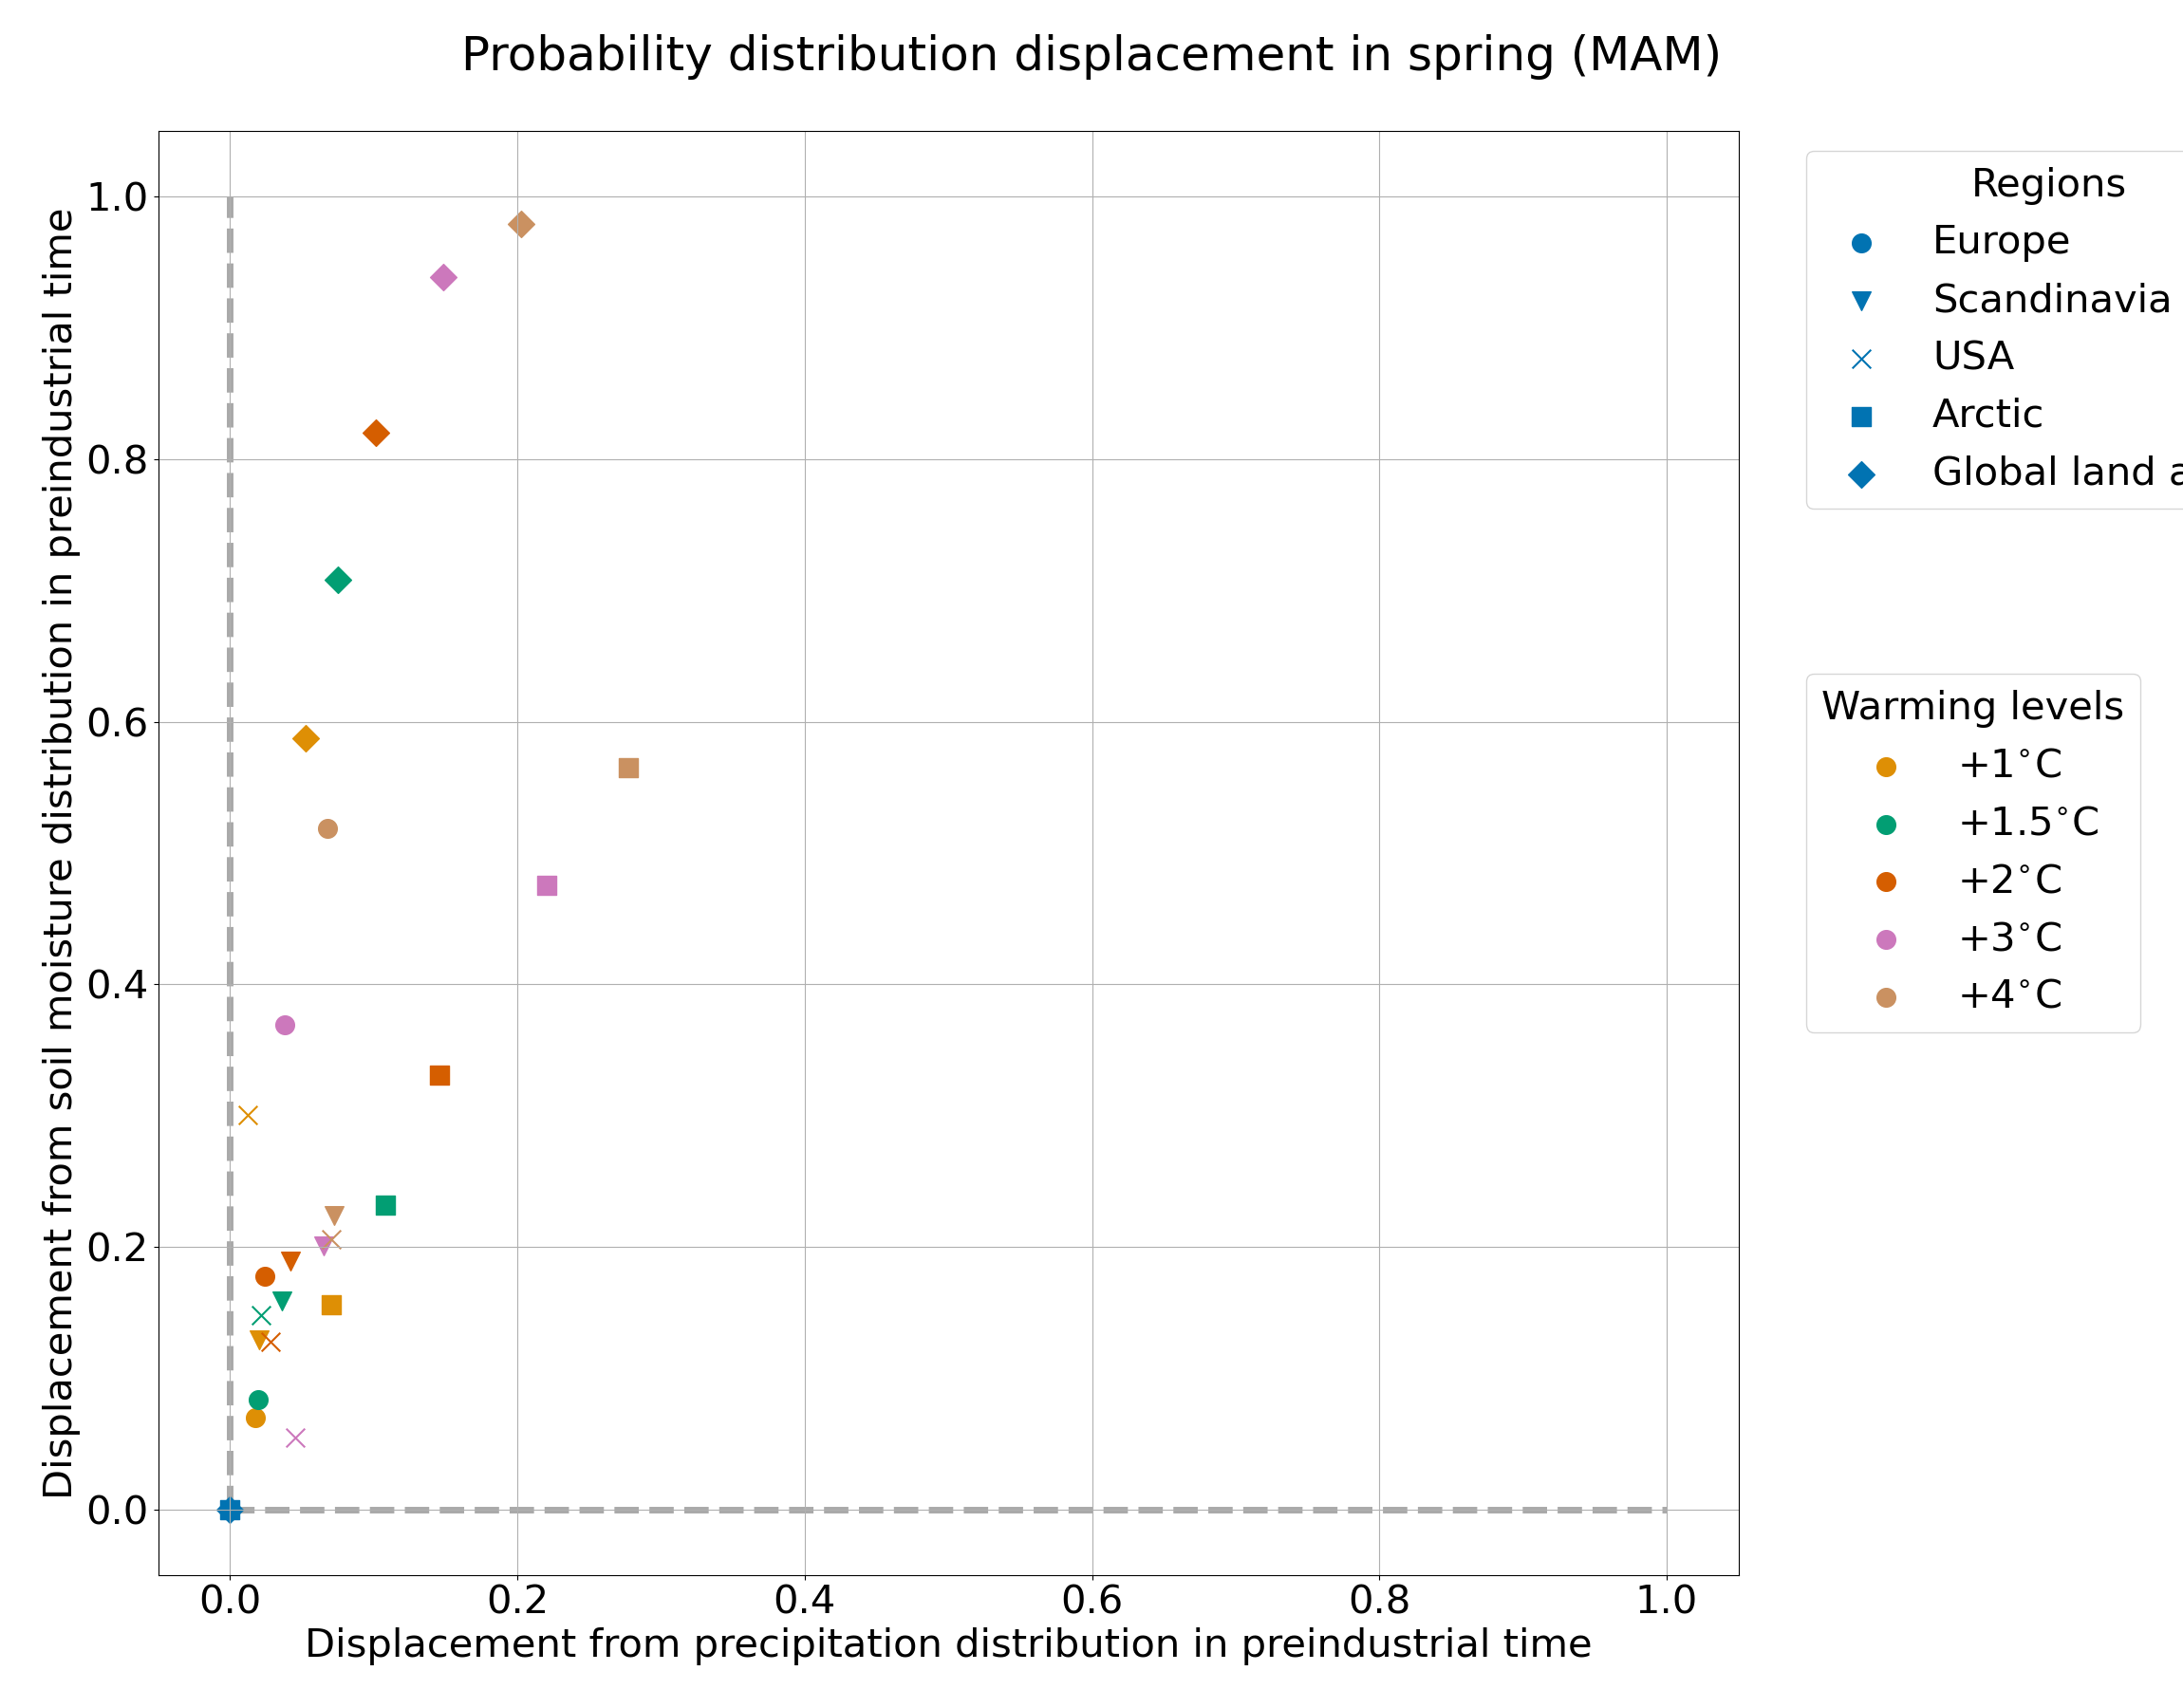 Probability distribution displacement in spring (MAM)
Displacement from soil moisture distribution in preindustrial time
1.0
0.8
0.6
0.4
0.2
0.0
0.0 0.2 0.4 0.6 0.8 1.0
Displacement from precipitation distribution in preindustrial time
Regions
Europe
Scandinavia
USA
Arctic
Global land a
Warming levels
+1°C
+1.5°C
+2°C
+3°C
+4°C